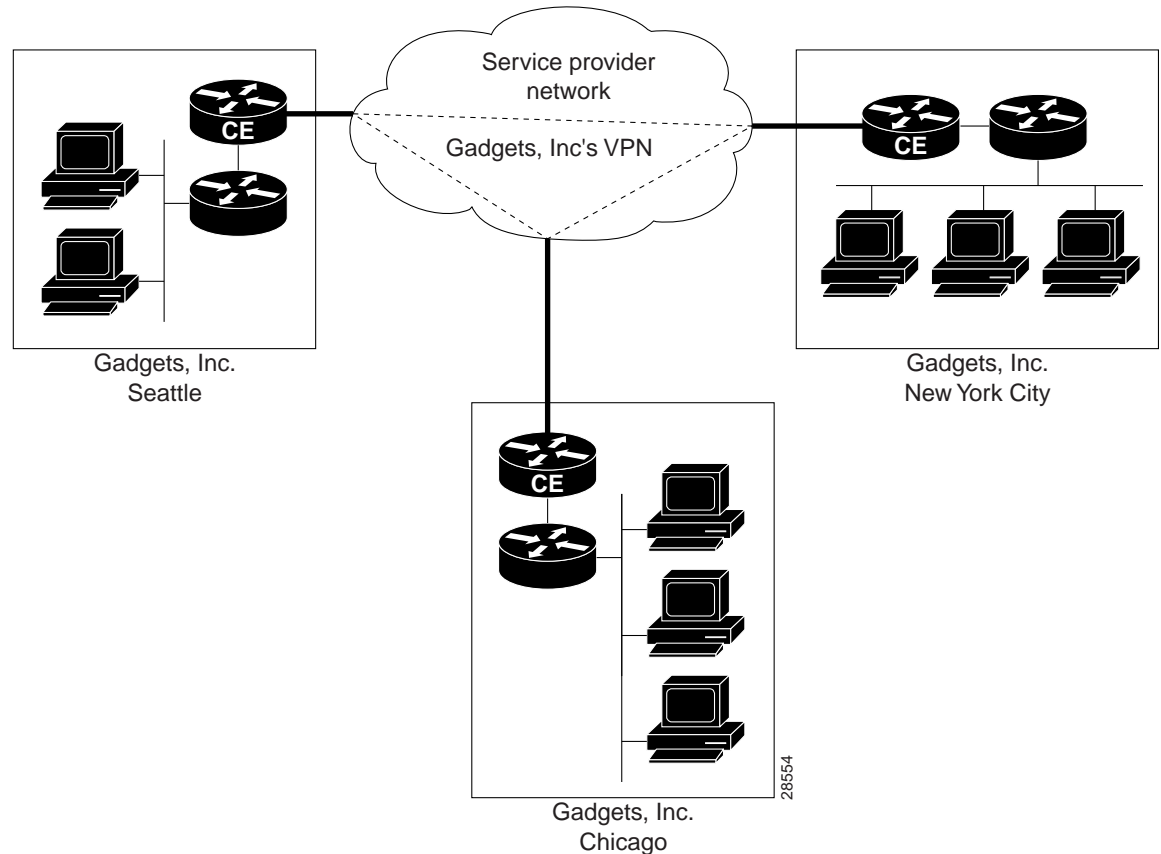 Service provider
network
Gadgets, Inc's VPN
CE
CE
Gadgets, Inc.
Seattle
Gadgets, Inc.
New York City
CE
28554
Gadgets, Inc.
Chicago